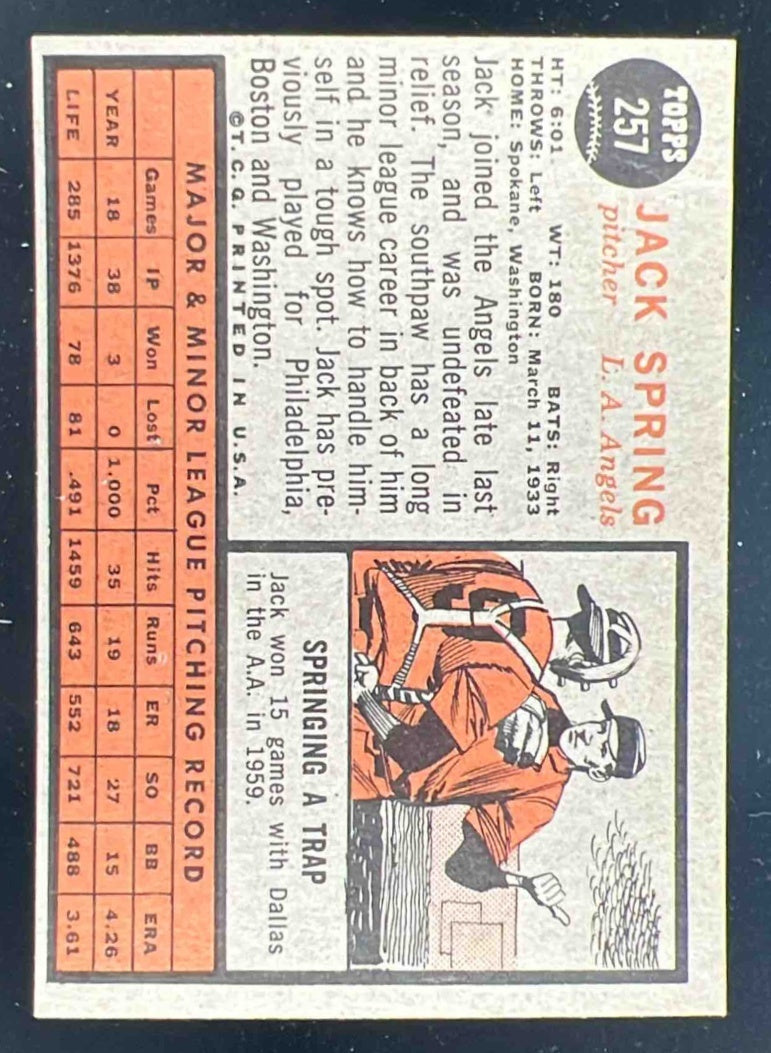 TOPPS
257
JACK SPRING
pitcher L. A. Angels
HT: 6:01. WT: 180 BATS: Right
THROWS: Left BORN: March 11, 1933
HOME: Spokane, Washington
Jack joined the Angels late last
season, and was undefeated in
relief. The southpaw has a long
minor league career in back of him
and he knows how to handle him-
self in a tough spot. Jack has pre-
viously played for Philadelphia,
Boston and Washington.
©T. C. G. PRINTED IN U.S.A.
SPRINGING A TRAP
Jack won 15 games with Dallas
in the A.A. in 1959.
MAJOR & MINOR LEAGUE PITCHING RECORD
Games IP Won Lost Pct Hits Runs ER SO BB ERA
YEAR 18 38 3 0 1.000 35 19 18 27 15 4.26
LIFE 285 1376 78 81 .491 1459 643 552 721 488 3.61